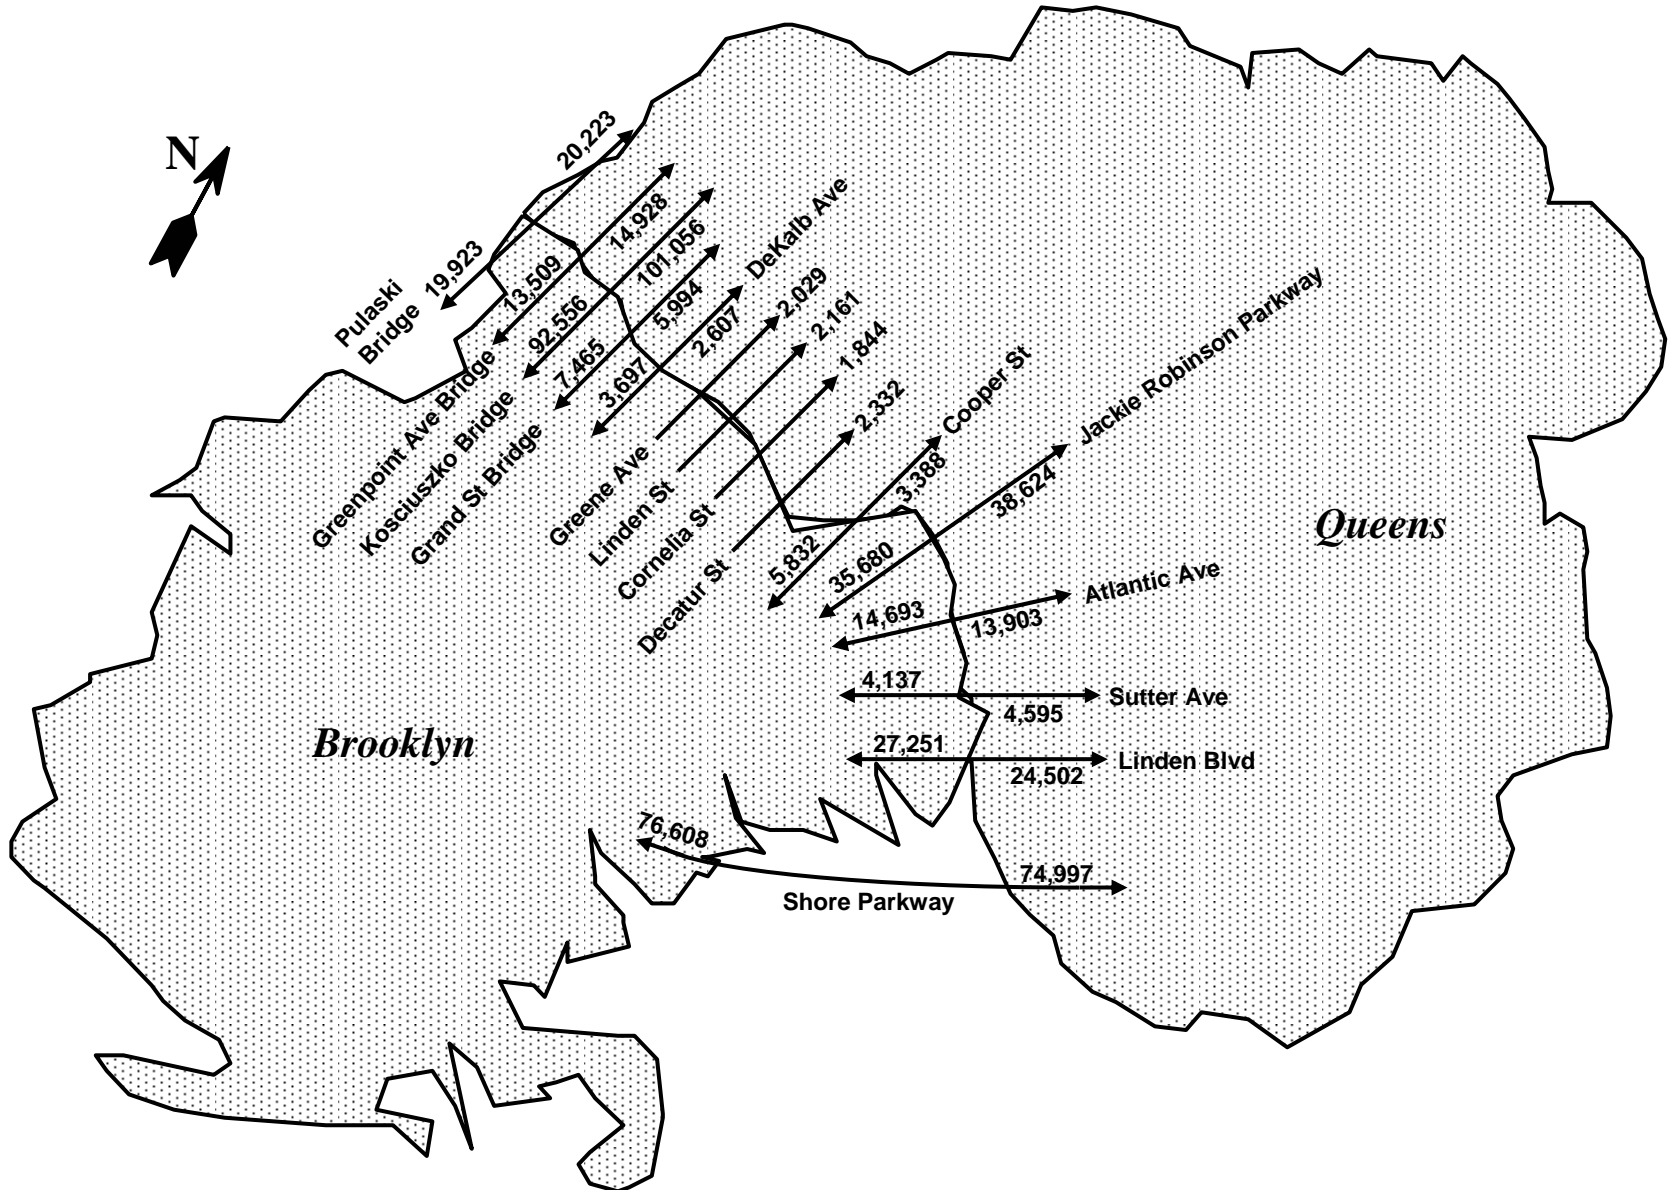 N
20,223
19,923
Pulaski
Bridge
14,928
13,509
Greenpoint Ave Bridge
101,056
92,556
Kosciuszko Bridge
5,994
7,465
Grand St Bridge
DeKalb Ave
2,607
3,697
2,029
Greene Ave
2,161
Linden St
1,844
Cornelia St
2,332
Decatur St
Cooper St
3,388
5,832
Jackie Robinson Parkway
38,624
35,680
Queens
Atlantic Ave
14,693
13,903
4,137
Sutter Ave
4,595
Brooklyn
27,251
Linden Blvd
24,502
76,608
74,997
Shore Parkway